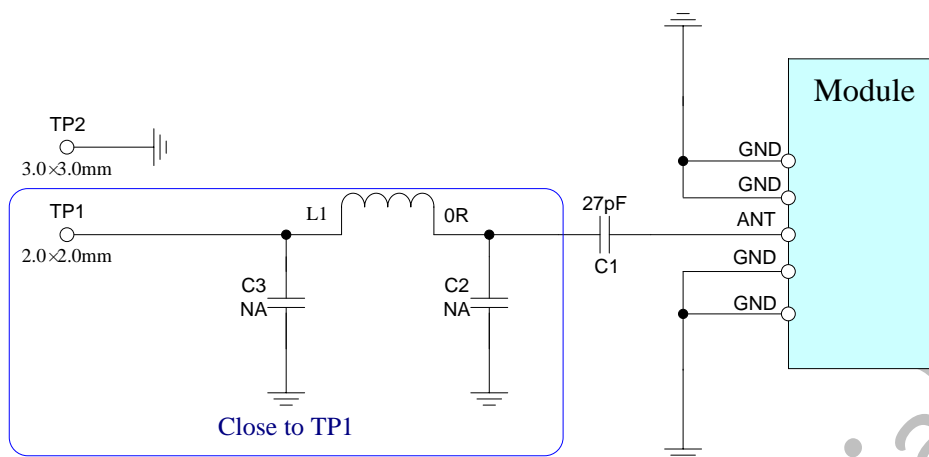 Module
TP2
3.0×3.0mm
GND
GND
TP1
2.0×2.0mm
L1
0R
27pF
C1
ANT
GND
GND
C3
NA
C2
NA
Close to TP1